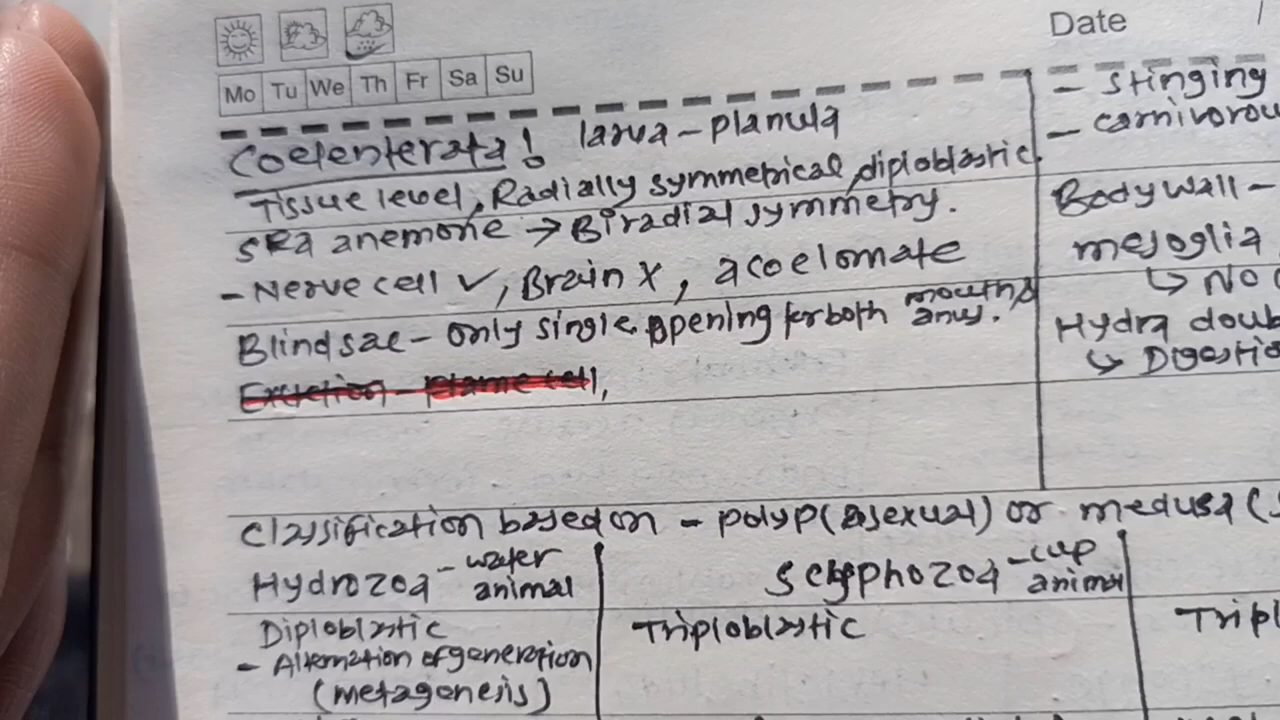 Date
Mo Tu We Th Fr Sa Su
Coelenterata! larva - planula
Tissue level, Radially symmetrical, diploblastic.
sea anemone → Biradial symmetry.
- Nerve cell ✓, Brain X, acoelomate
Blind sac - only single opening for both mouth & anus.
Excretion - flame cell,
- stinging
- carnivorou
Body wall -
mesoglia
↳ No
Hydra doub
↳ Digestio
Classification based on - polyp (asexual) or medusa (
Hydrozoa - water animal
Scyphozoa - cup animal
Diploblastic
- Alternation of generation
(metagenesis)
Triploblastic
Tripl